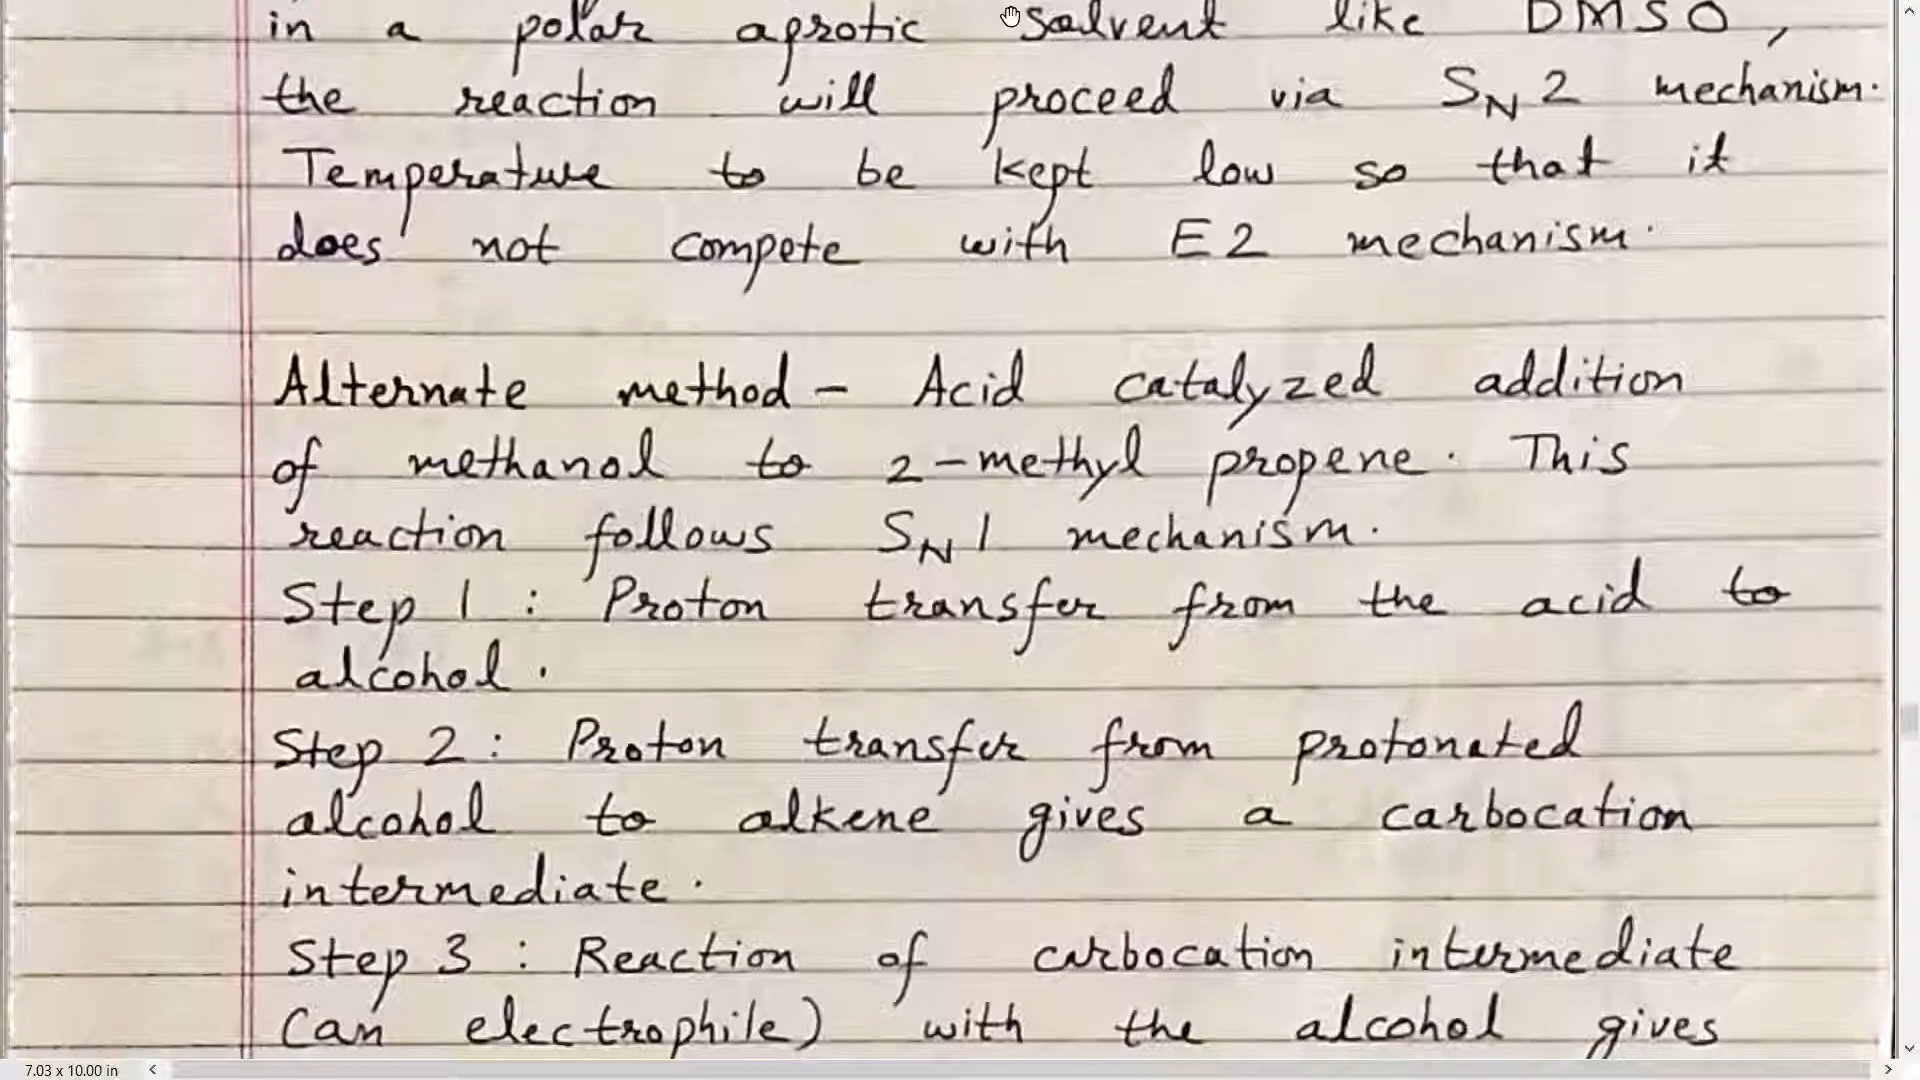 in a polar aprotic solvent like DMSO,
the reaction will proceed via SN2 mechanism.
Temperature to be kept low so that it
does not compete with E2 mechanism.
Alternate method - Acid catalyzed addition
of methanol to 2-methyl propene. This
reaction follows SN1 mechanism.
Step 1 : Proton transfer from the acid to
alcohol.
Step 2 : Proton transfer from protonated
alcohol to alkene gives a carbocation
intermediate.
Step 3 : Reaction of carbocation intermediate
(an electrophile) with the alcohol gives
7.03 x 10.00 in